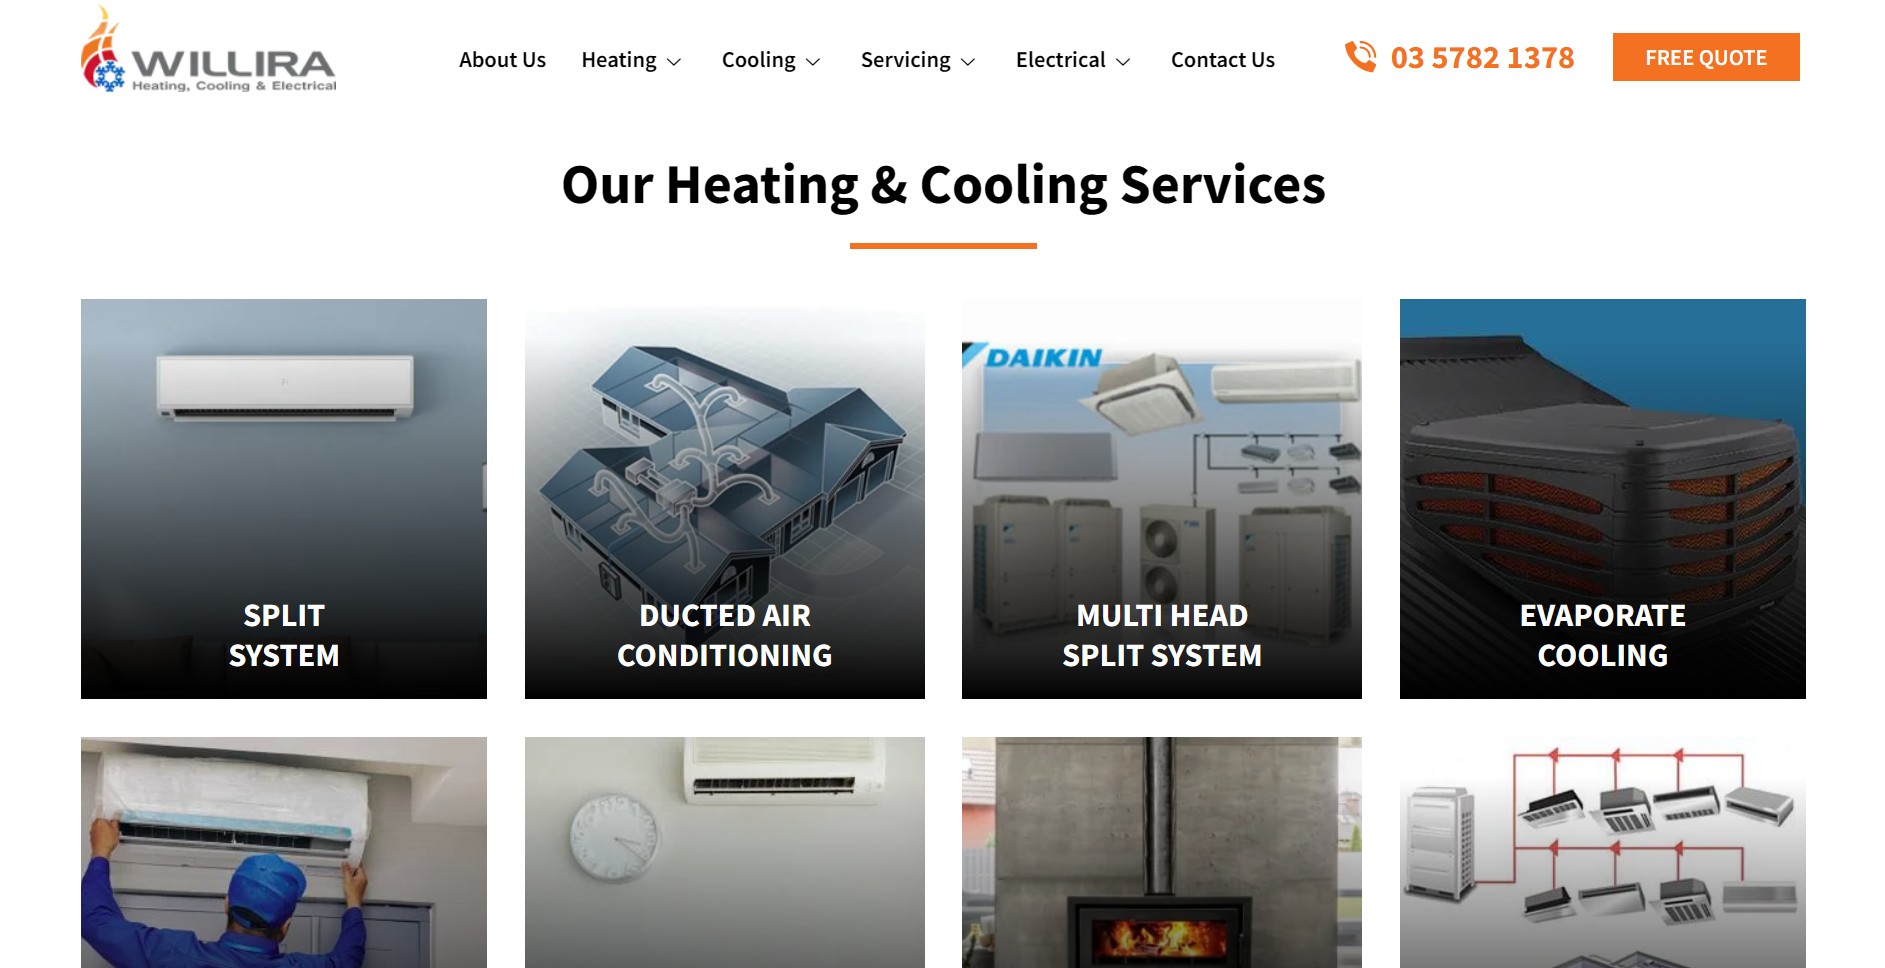 WILLIRA
Heating, Cooling & Electrical
About Us
Heating
Cooling
Servicing
Electrical
Contact Us
03 5782 1378
FREE QUOTE
Our Heating & Cooling Services
SPLIT
SYSTEM
DUCTED AIR
CONDITIONING
DAIKIN
MULTI HEAD
SPLIT SYSTEM
EVAPORATE
COOLING